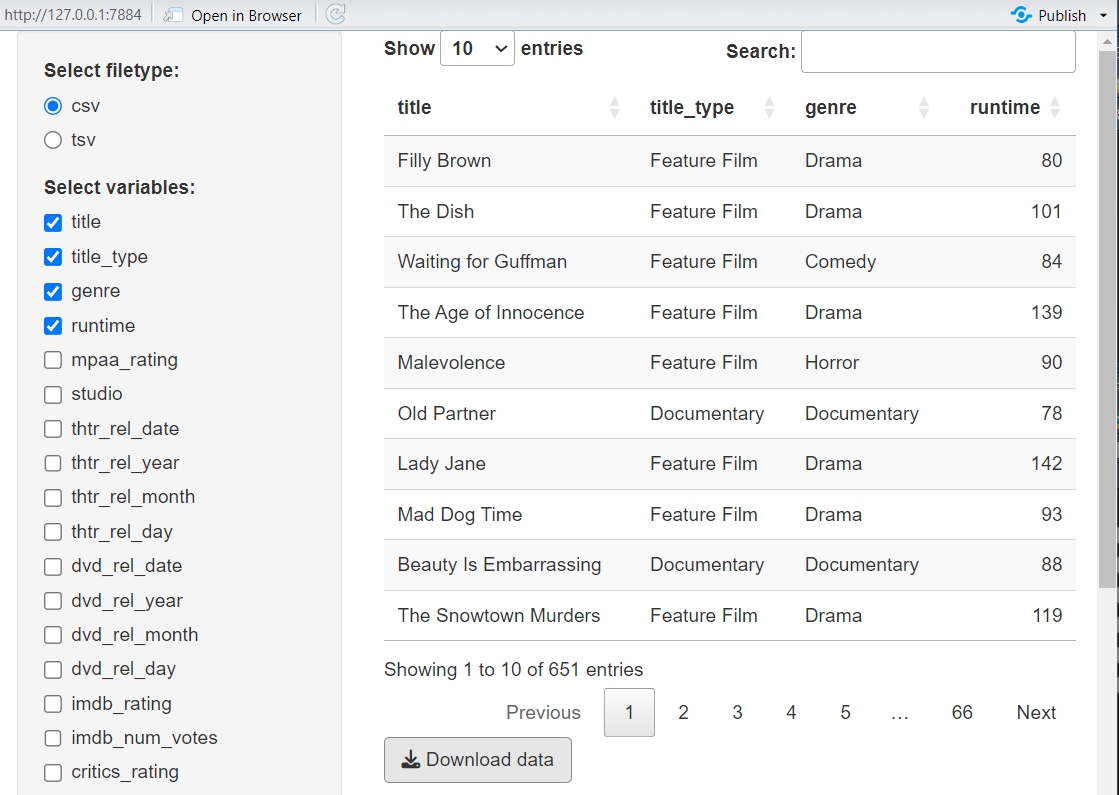 http://127.0.0.1:7884 Open in Browser Publish
Select filetype:
csv
tsv
Select variables:
title
title_type
genre
runtime
mpaa_rating
studio
thtr_rel_date
thtr_rel_year
thtr_rel_month
thtr_rel_day
dvd_rel_date
dvd_rel_year
dvd_rel_month
dvd_rel_day
imdb_rating
imdb_num_votes
critics_rating
Show 10 entries Search:
title title_type genre runtime
Filly Brown Feature Film Drama 80
The Dish Feature Film Drama 101
Waiting for Guffman Feature Film Comedy 84
The Age of Innocence Feature Film Drama 139
Malevolence Feature Film Horror 90
Old Partner Documentary Documentary 78
Lady Jane Feature Film Drama 142
Mad Dog Time Feature Film Drama 93
Beauty Is Embarrassing Documentary Documentary 88
The Snowtown Murders Feature Film Drama 119
Showing 1 to 10 of 651 entries
Previous 1 2 3 4 5 … 66 Next
Download data